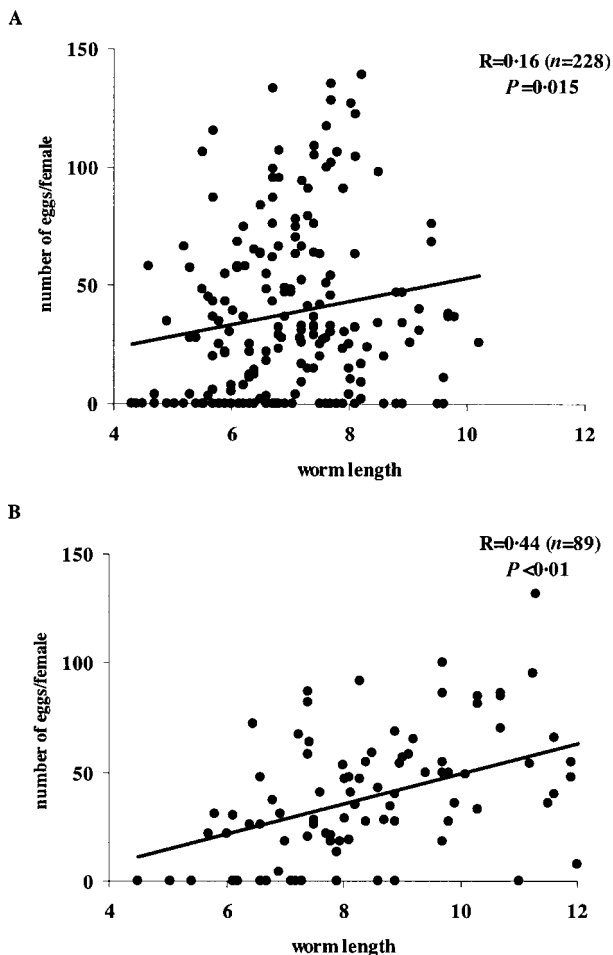 A
R=0·16 (n=228)
P=0·015
150
100
50
0
number of eggs/female
4 6 8 10 12
worm length
B
R=0·44 (n=89)
P<0·01
150
100
50
0
number of eggs/female
4 6 8 10 12
worm length